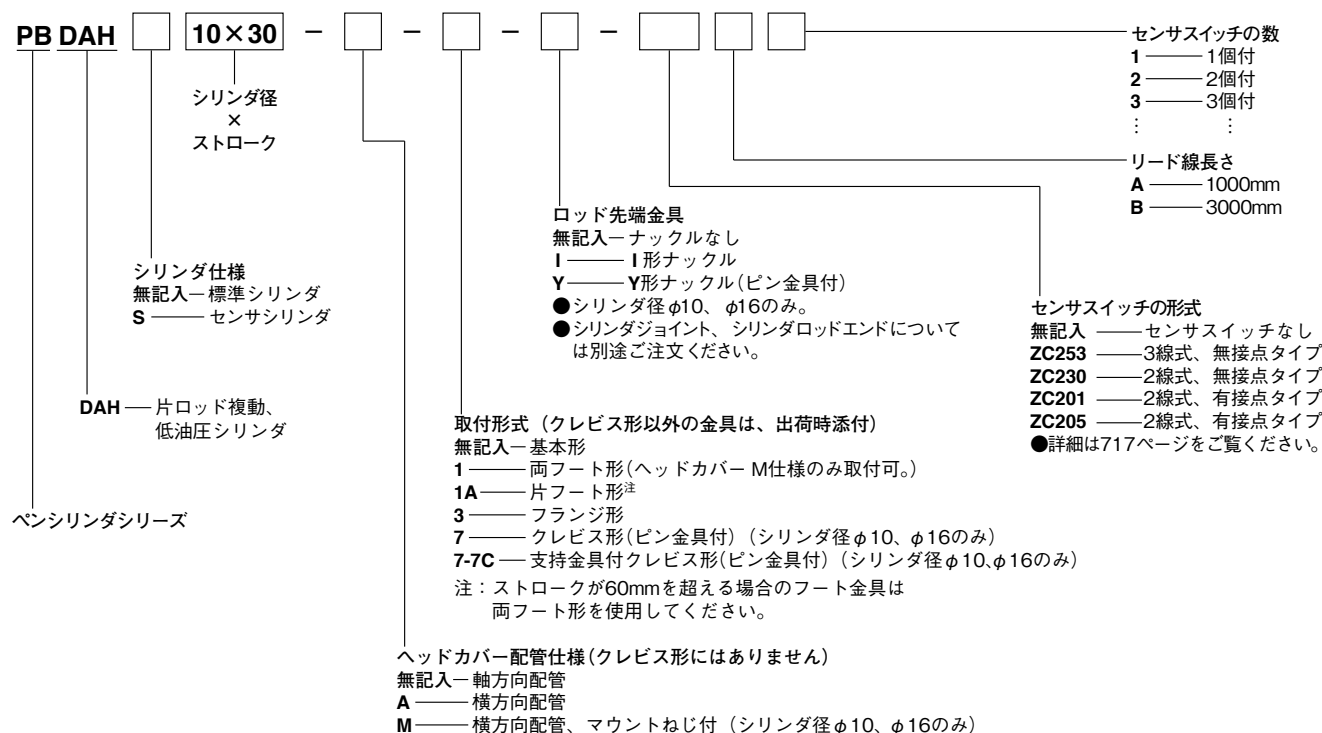 PB DAH 10×30 － － － －
センサスイッチの数
1 ─── 1個付
2 ─── 2個付
3 ─── 3個付
⋮ ⋮
リード線長さ
A ─── 1000mm
B ─── 3000mm
センサスイッチの形式
無記入 ── センサスイッチなし
ZC253 ── 3線式、無接点タイプ
ZC230 ── 2線式、無接点タイプ
ZC201 ── 2線式、有接点タイプ
ZC205 ── 2線式、有接点タイプ
●詳細は717ページをご覧ください。
シリンダ径
×
ストローク
ロッド先端金具
無記入─ナックルなし
I ─── I形ナックル
Y ─── Y形ナックル(ピン金具付)
●シリンダ径φ10、φ16のみ。
●シリンダジョイント、シリンダロッドエンドについて
は別途ご注文ください。
シリンダ仕様
無記入─標準シリンダ
S ─── センサシリンダ
DAH ─ 片ロッド複動、
低油圧シリンダ
ペンシリンダシリーズ
取付形式（クレビス形以外の金具は、出荷時添付）
無記入─基本形
1 ─── 両フート形(ヘッドカバー M仕様のみ取付可。)
1A ── 片フート形注
3 ─── フランジ形
7 ─── クレビス形(ピン金具付)（シリンダ径φ10、φ16のみ）
7-7C ─ 支持金具付クレビス形(ピン金具付)（シリンダ径φ10、φ16のみ）
注：ストロークが60mmを超える場合のフート金具は
両フート形を使用してください。
ヘッドカバー配管仕様(クレビス形にはありません)
無記入─軸方向配管
A ─── 横方向配管
M ─── 横方向配管、マウントねじ付（シリンダ径φ10、φ16のみ）